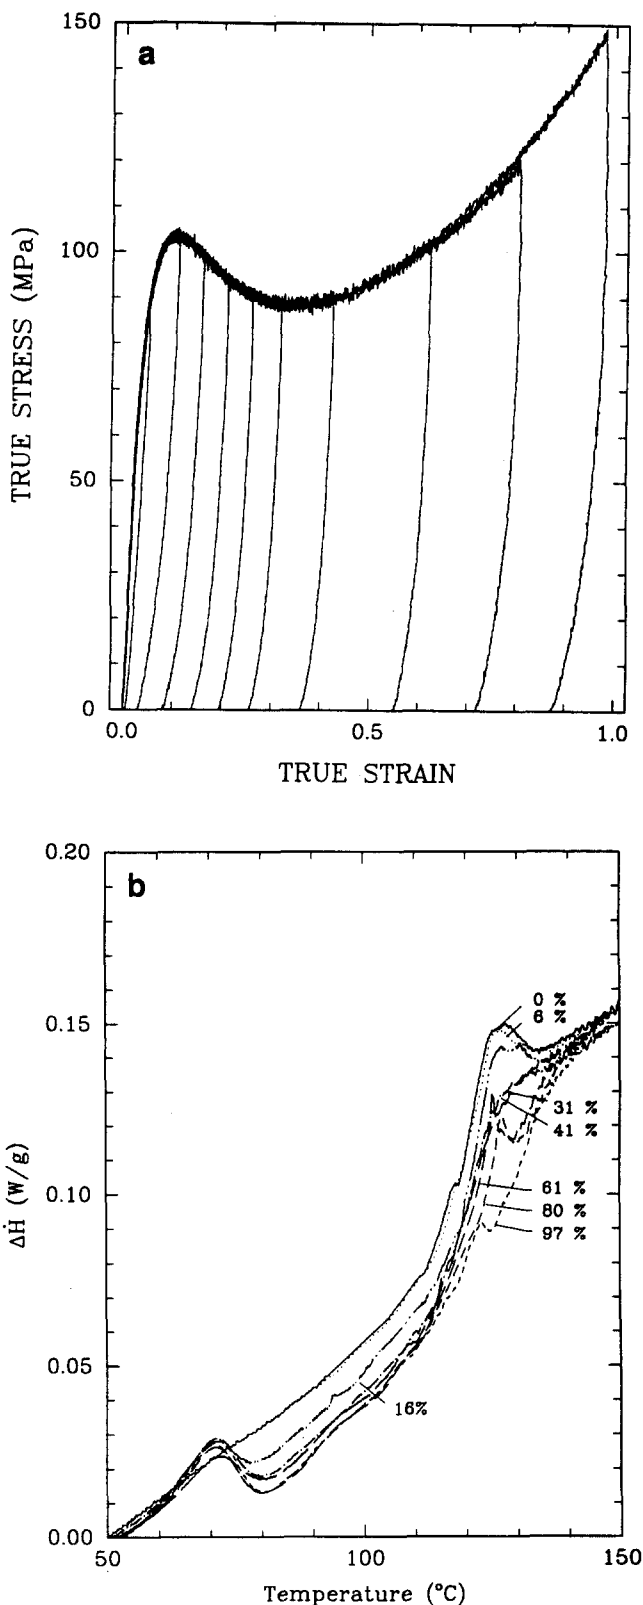 150
a
100
TRUE STRESS (MPa)
50
0
0.0 0.5 1.0
TRUE STRAIN
0.20
b
0 %
0.15
6 %
31 %
41 %
ΔḢ (W/g)
0.10
61 %
80 %
97 %
0.05
16%
0.00
50 100 150
Temperature (°C)